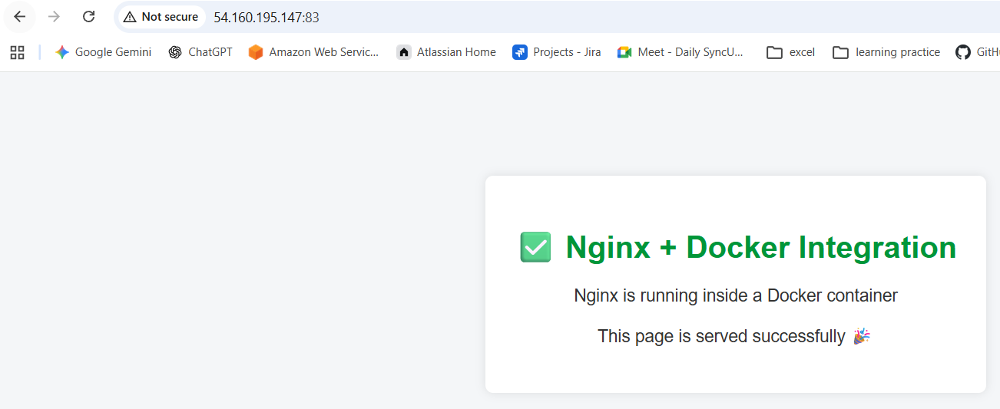 Not secure 54.160.195.147:83
Google Gemini ChatGPT Amazon Web Servic... Atlassian Home Projects - Jira Meet - Daily SyncU... excel learning practice
✅ Nginx + Docker Integration
Nginx is running inside a Docker container
This page is served successfully 🎉